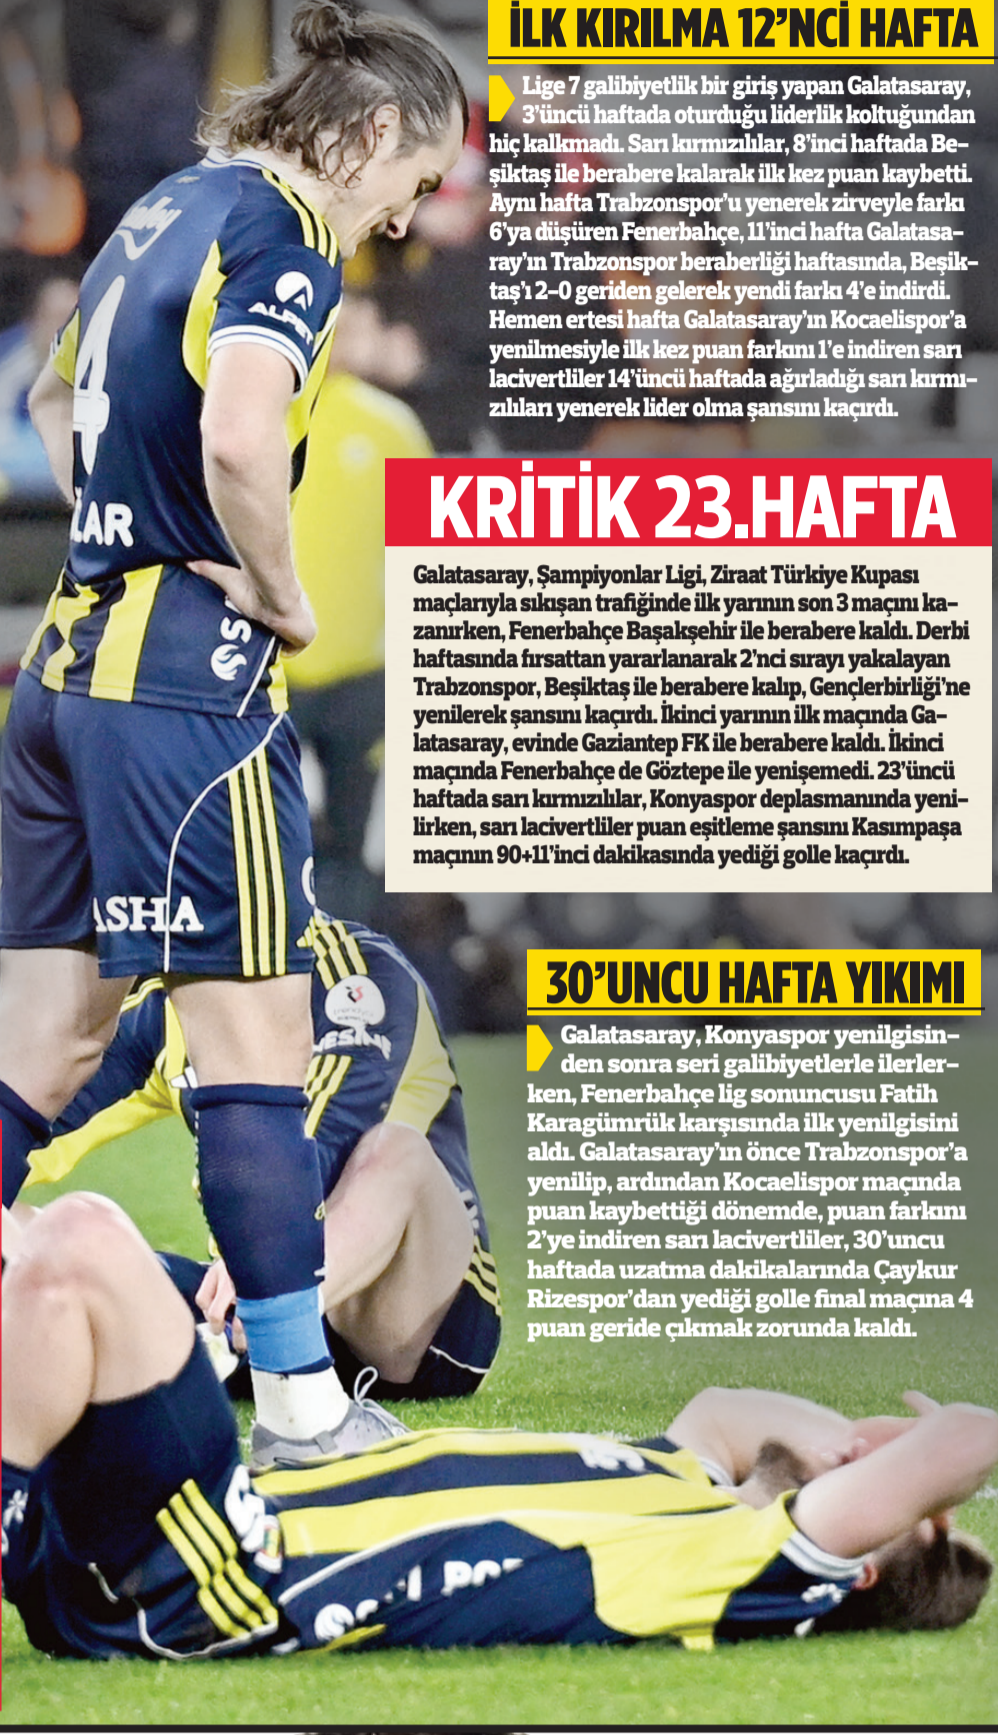 İLK KIRILMA 12’NCİ HAFTA
Lige 7 galibiyetlik bir giriş yapan Galatasaray,
3’üncü haftada oturduğu liderlik koltuğundan
hiç kalkmadı. Sarı kırmızılılar, 8’inci haftada Be-
şiktaş ile berabere kalarak ilk kez puan kaybetti.
Aynı hafta Trabzonspor’u yenerek zirveyle farkı
6’ya düşüren Fenerbahçe, 11’inci hafta Galatasa-
ray’ın Trabzonspor beraberliği haftasında, Beşik-
taş’ı 2-0 geriden gelerek yendi farkı 4’e indirdi.
Hemen ertesi hafta Galatasaray’ın Kocaelispor’a
yenilmesiyle ilk kez puan farkını 1’e indiren sarı
lacivertliler 14’üncü haftada ağırladığı sarı kırmı-
zılıları yenerek lider olma şansını kaçırdı.
KRİTİK 23.HAFTA
Galatasaray, Şampiyonlar Ligi, Ziraat Türkiye Kupası
maçlarıyla sıkışan trafiğinde ilk yarının son 3 maçını ka-
zanırken, Fenerbahçe Başakşehir ile berabere kaldı. Derbi
haftasında fırsattan yararlanarak 2’nci sırayı yakalayan
Trabzonspor, Beşiktaş ile berabere kalıp, Gençlerbirliği’ne
yenilerek şansını kaçırdı. İkinci yarının ilk maçında Ga-
latasaray, evinde Gaziantep FK ile berabere kaldı. İkinci
maçında Fenerbahçe de Göztepe ile yenişemedi. 23’üncü
haftada sarı kırmızılılar, Konyaspor deplasmanında yeni-
lirken, sarı lacivertliler puan eşitleme şansını Kasımpaşa
maçının 90+11’inci dakikasında yediği golle kaçırdı.
30’UNCU HAFTA YIKIMI
Galatasaray, Konyaspor yenilgisin-
den sonra seri galibiyetlerle ilerler-
ken, Fenerbahçe lig sonuncusu Fatih
Karagümrük karşısında ilk yenilgisini
aldı. Galatasaray’ın önce Trabzonspor’a
yenilip, ardından Kocaelispor maçında
puan kaybettiği dönemde, puan farkını
2’ye indiren sarı lacivertliler, 30’uncu
haftada uzatma dakikalarında Çaykur
Rizespor’dan yediği golle final maçına 4
puan geride çıkmak zorunda kaldı.
4
ALPET